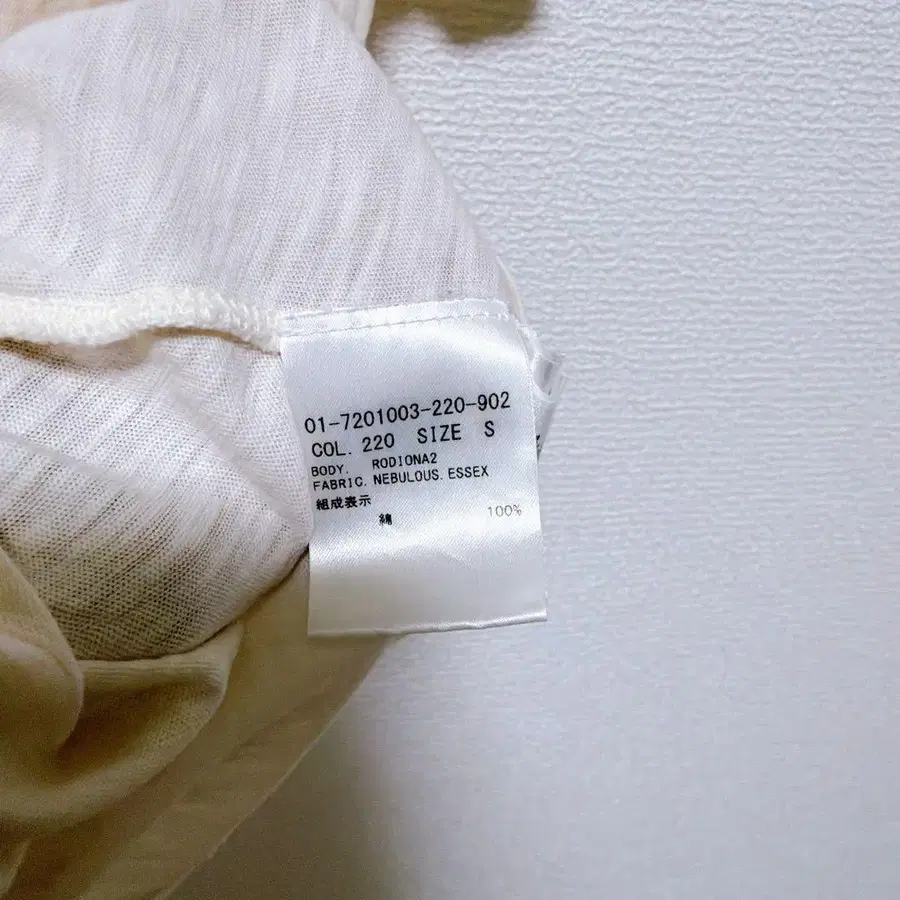 01-7201003-220-902
COL. 220 SIZE S
BODY. RODIONA2
FABRIC. NEBULOUS. ESSEX
組成表示
綿 100%